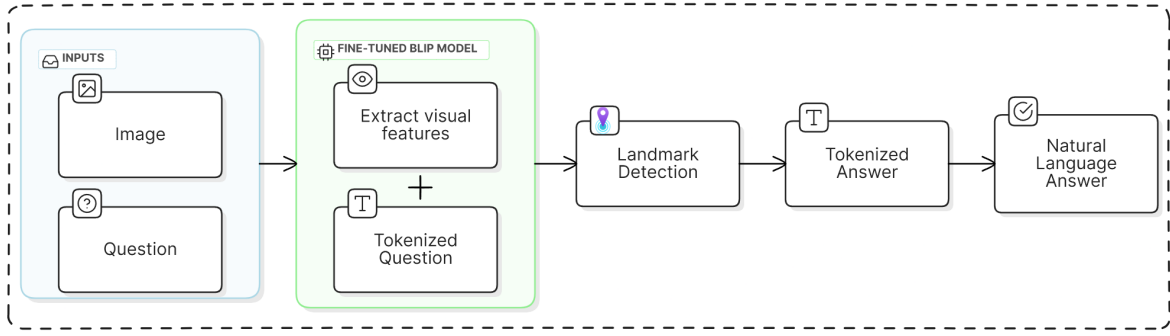 INPUTS
Image
Question
FINE-TUNED BLIP MODEL
Extract visual
features
Tokenized
Question
Landmark
Detection
Tokenized
Answer
Natural
Language
Answer